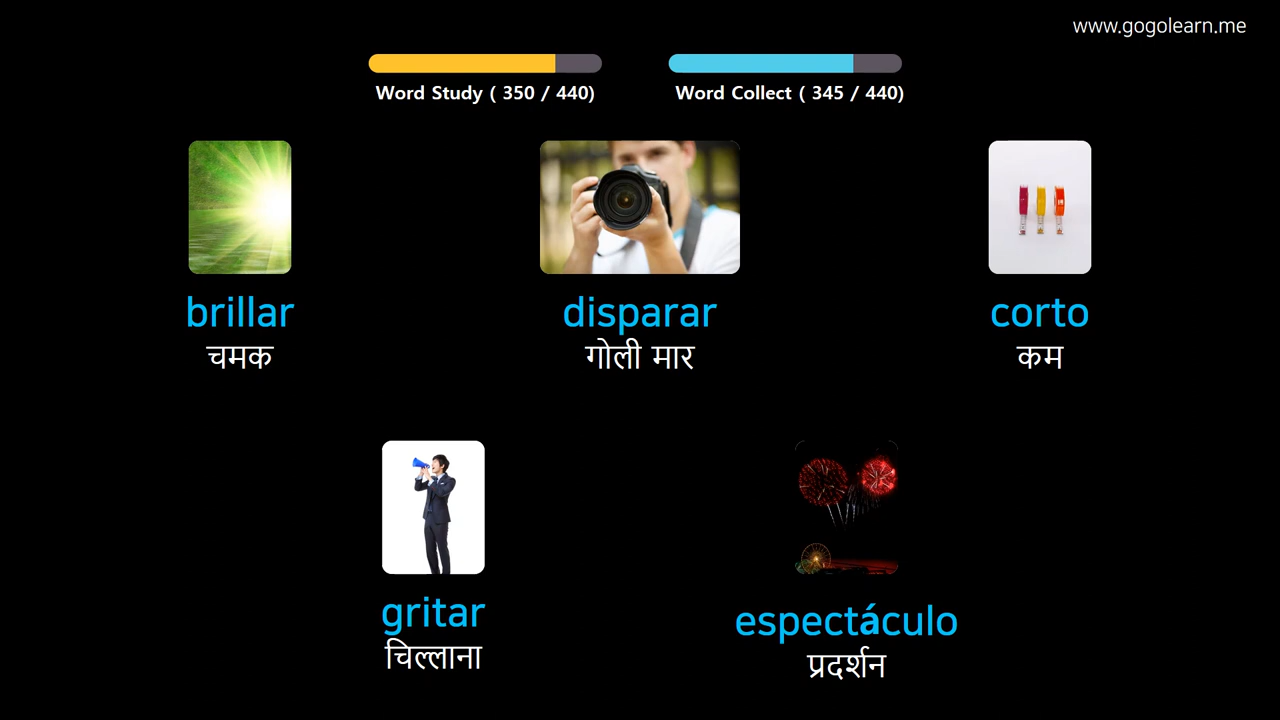 www.gogolearn.me
Word Study ( 350 / 440)
Word Collect ( 345 / 440)
brillar
चमक
disparar
गोली मार
corto
कम
gritar
चिल्लाना
espectáculo
प्रदर्शन